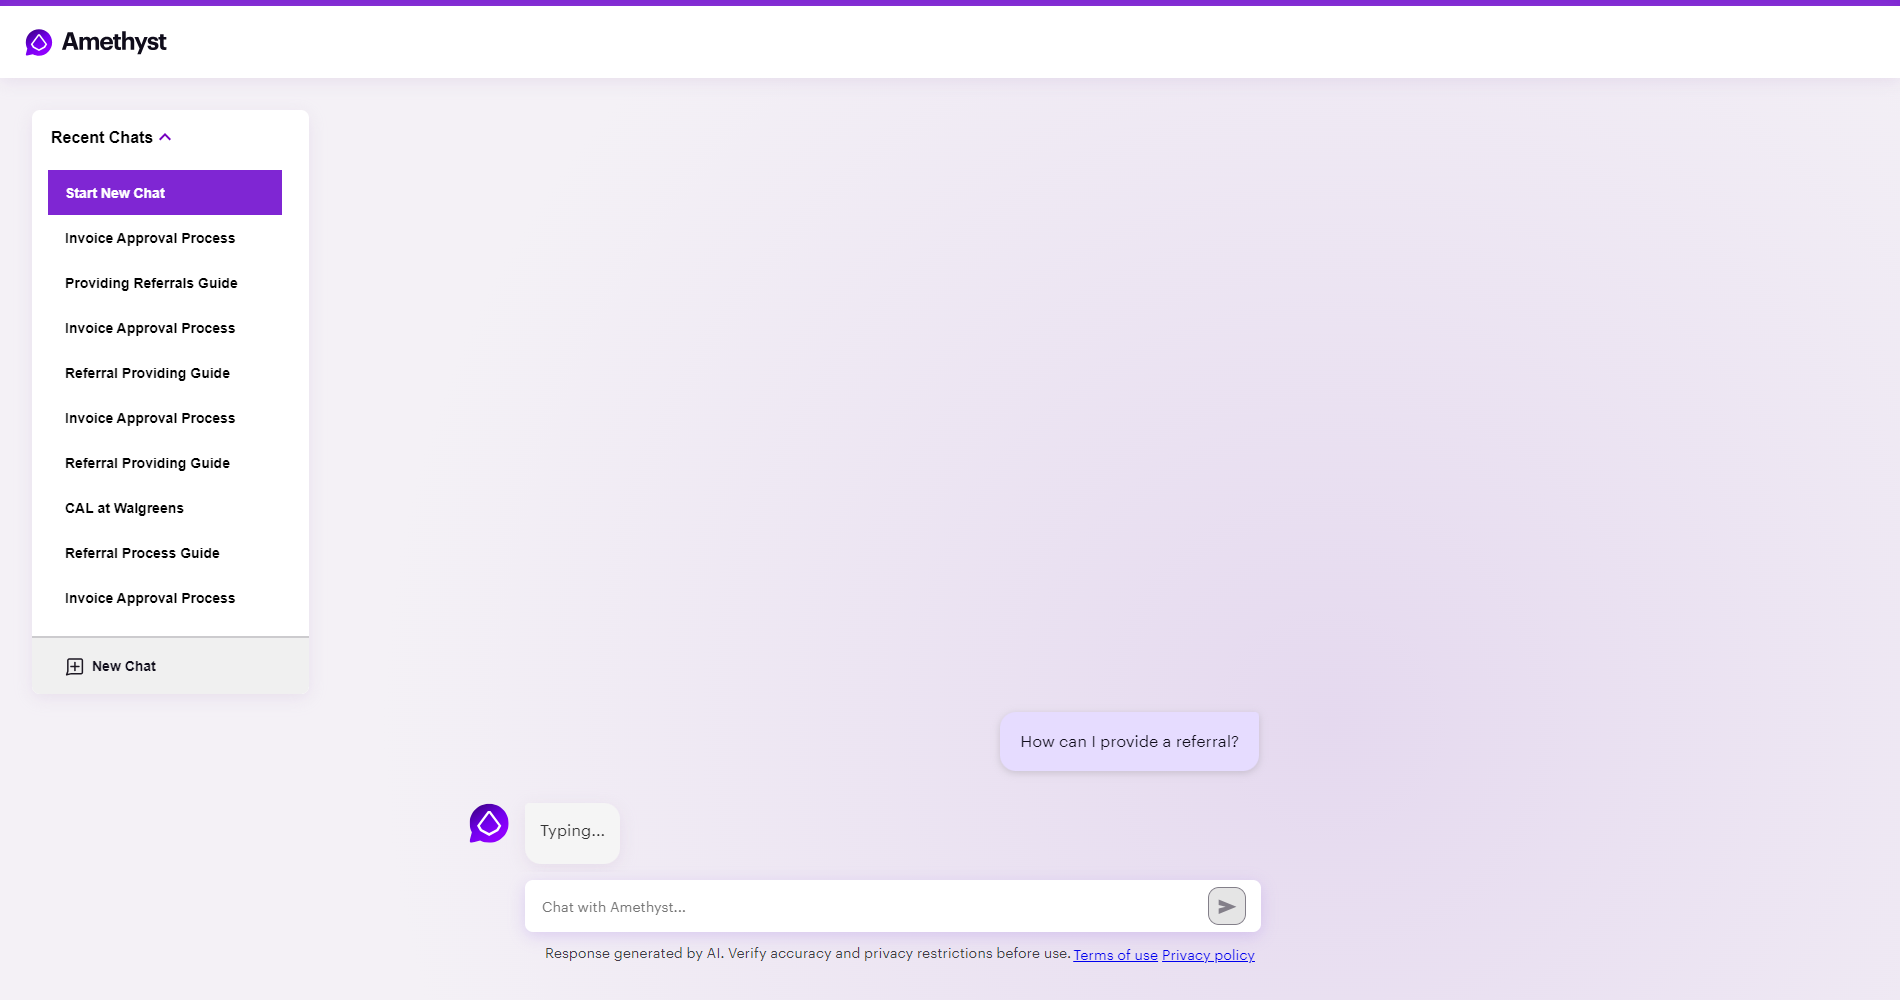 Amethyst
Recent Chats
Start New Chat
Invoice Approval Process
Providing Referrals Guide
Invoice Approval Process
Referral Providing Guide
Invoice Approval Process
Referral Providing Guide
CAL at Walgreens
Referral Process Guide
Invoice Approval Process
New Chat
How can I provide a referral?
Typing...
Chat with Amethyst...
Response generated by AI. Verify accuracy and privacy restrictions before use. Terms of use Privacy policy